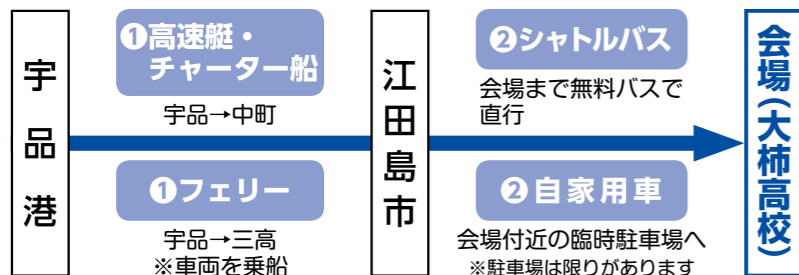 宇品港
❶高速艇・
チャーター船
宇品→中町
❶フェリー
宇品→三高
※車両を乗船
江田島市
❷シャトルバス
会場まで無料バスで
直行
❷自家用車
会場付近の臨時駐車場へ
※駐車場は限りがあります
会場(大柿高校)